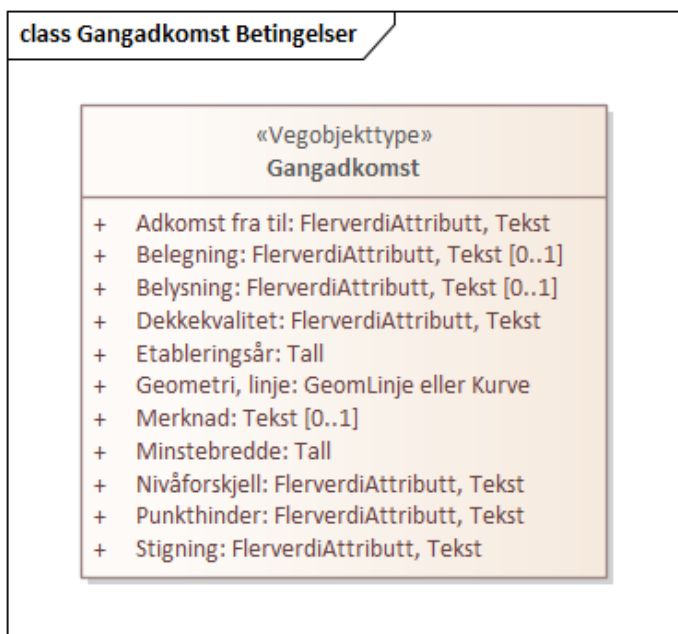 class Gangadkomst Betingelser
«Vegobjekttype»
Gangadkomst
+ Adkomst fra til: FlerverdiAttributt, Tekst
+ Belegning: FlerverdiAttributt, Tekst [0..1]
+ Belysning: FlerverdiAttributt, Tekst [0..1]
+ Dekkekvalitet: FlerverdiAttributt, Tekst
+ Etableringsår: Tall
+ Geometri, linje: GeomLinje eller Kurve
+ Merknad: Tekst [0..1]
+ Minstebredde: Tall
+ Nivåforskjell: FlerverdiAttributt, Tekst
+ Punkthinder: FlerverdiAttributt, Tekst
+ Stigning: FlerverdiAttributt, Tekst